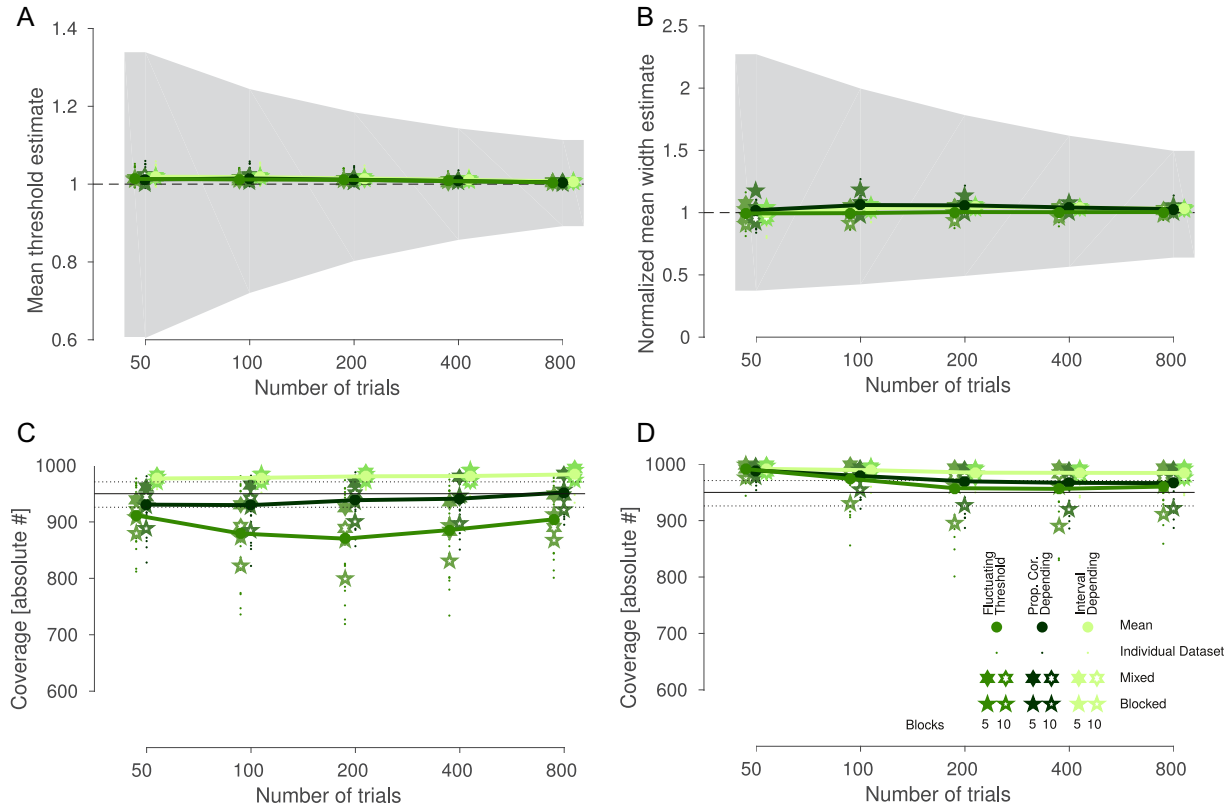 A
1.4
1.2
1
0.8
0.6
Mean threshold estimate
50 100 200 400 800
Number of trials
B
2.5
2
1.5
1
0.5
0
Normalized mean width estimate
50 100 200 400 800
Number of trials
C
1000
900
800
700
600
Coverage [absolute #]
50 100 200 400 800
Number of trials
D
1000
900
800
700
600
Coverage [absolute #]
Fluctuating
Threshold
Prop. Cor.
Depending
Interval
Depending
Mean
Individual Dataset
Mixed
Blocked
Blocks 5 10 5 10 5 10
50 100 200 400 800
Number of trials